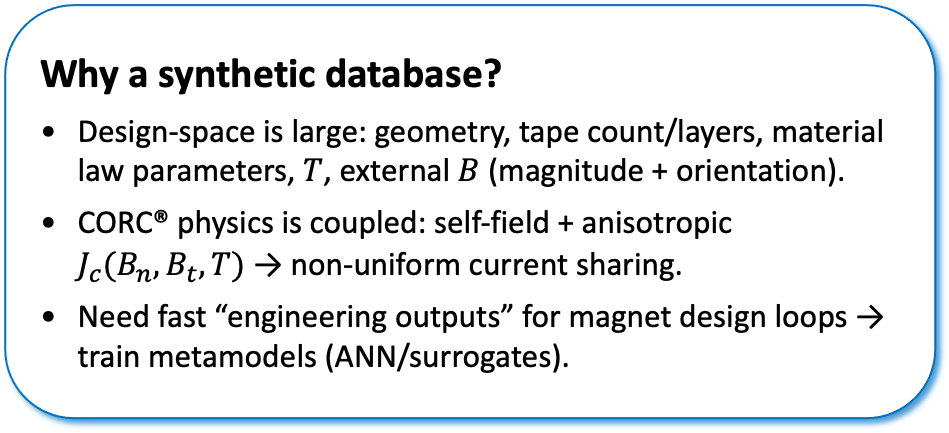 Why a synthetic database?
• Design-space is large: geometry, tape count/layers, material
law parameters, T, external B (magnitude + orientation).
• CORC® physics is coupled: self-field + anisotropic
J_c(B_n, B_t, T) → non-uniform current sharing.
• Need fast “engineering outputs” for magnet design loops →
train metamodels (ANN/surrogates).